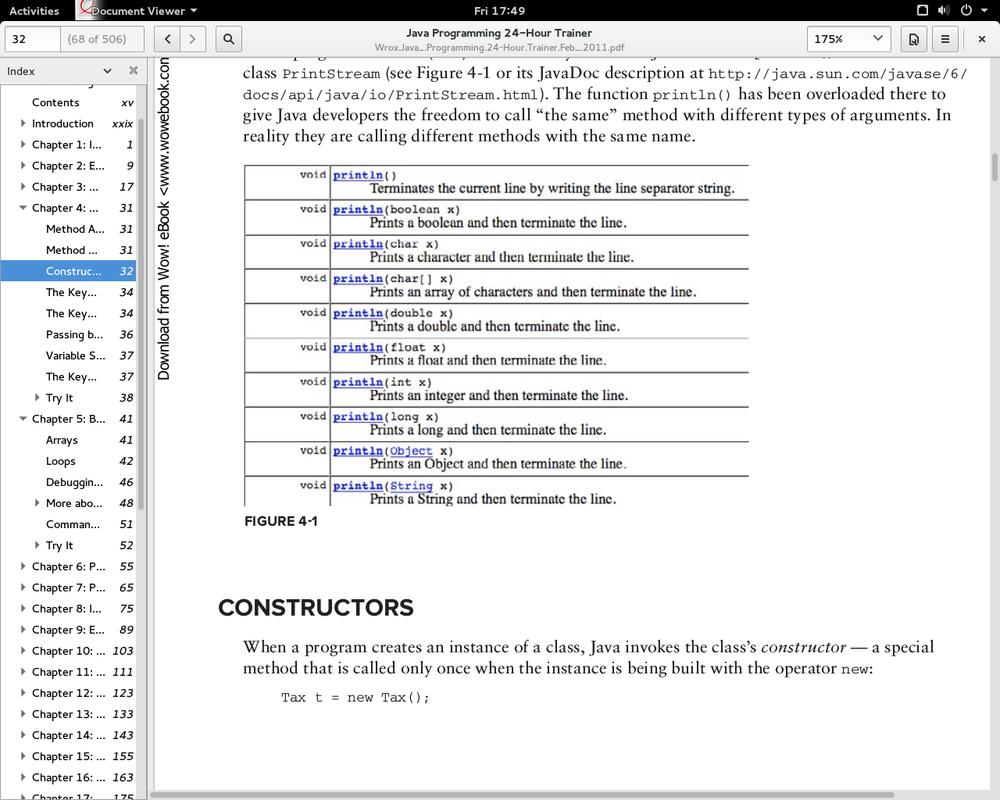 Activities
Document Viewer
Fri 17:49
32
(68 of 506)
Java Programming 24-Hour Trainer
Wrox.Java_..Programming.24-Hour.Trainer.Feb_..2011.pdf
175%
Index
Contents xv
Introduction xxix
Chapter 1: I... 1
Chapter 2: E... 9
Chapter 3: ... 17
Chapter 4: ... 31
Method A... 31
Method ... 31
Construc... 32
The Key... 34
The Key... 34
Passing b... 36
Variable S... 37
The Key... 37
Try It 38
Chapter 5: B... 41
Arrays 41
Loops 42
Debuggin... 46
More abo... 48
Comman... 51
Try It 52
Chapter 6: P... 55
Chapter 7: P... 65
Chapter 8: I... 75
Chapter 9: E... 89
Chapter 10: ... 103
Chapter 11: ... 111
Chapter 12: ... 123
Chapter 13: ... 133
Chapter 14: ... 143
Chapter 15: ... 155
Chapter 16: ... 163
Chapter 17: ... 175
Download from Wow! eBook <www.wowebook.com
class PrintStream (see Figure 4-1 or its JavaDoc description at http://java.sun.com/javase/6/
docs/api/java/io/PrintStream.html). The function println() has been overloaded there to
give Java developers the freedom to call “the same” method with different types of arguments. In
reality they are calling different methods with the same name.
void println()
Terminates the current line by writing the line separator string.
void println(boolean x)
Prints a boolean and then terminate the line.
void println(char x)
Prints a character and then terminate the line.
void println(char[] x)
Prints an array of characters and then terminate the line.
void println(double x)
Prints a double and then terminate the line.
void println(float x)
Prints a float and then terminate the line.
void println(int x)
Prints an integer and then terminate the line.
void println(long x)
Prints a long and then terminate the line.
void println(Object x)
Prints an Object and then terminate the line.
void println(String x)
Prints a String and then terminate the line.
FIGURE 4-1
CONSTRUCTORS
When a program creates an instance of a class, Java invokes the class’s constructor — a special
method that is called only once when the instance is being built with the operator new:
Tax t = new Tax();